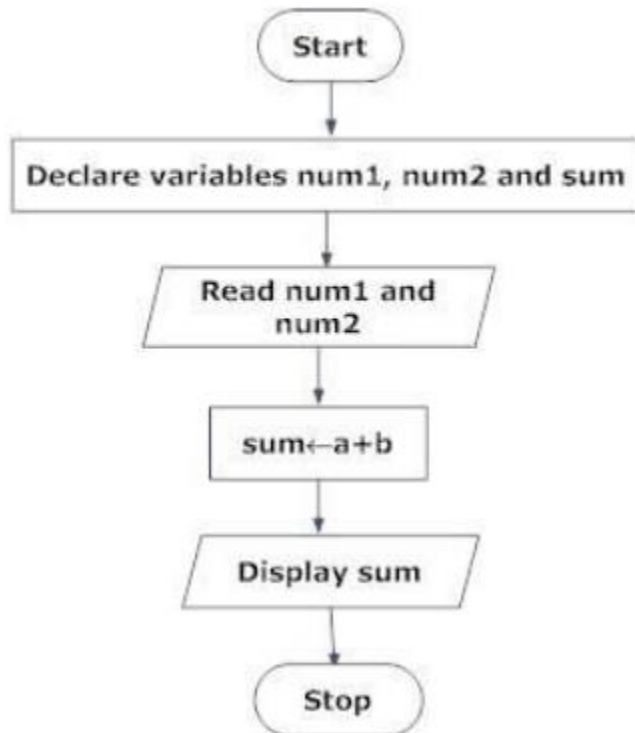 Start
Declare variables num1, num2 and sum
Read num1 and
num2
sum←a+b
Display sum
Stop